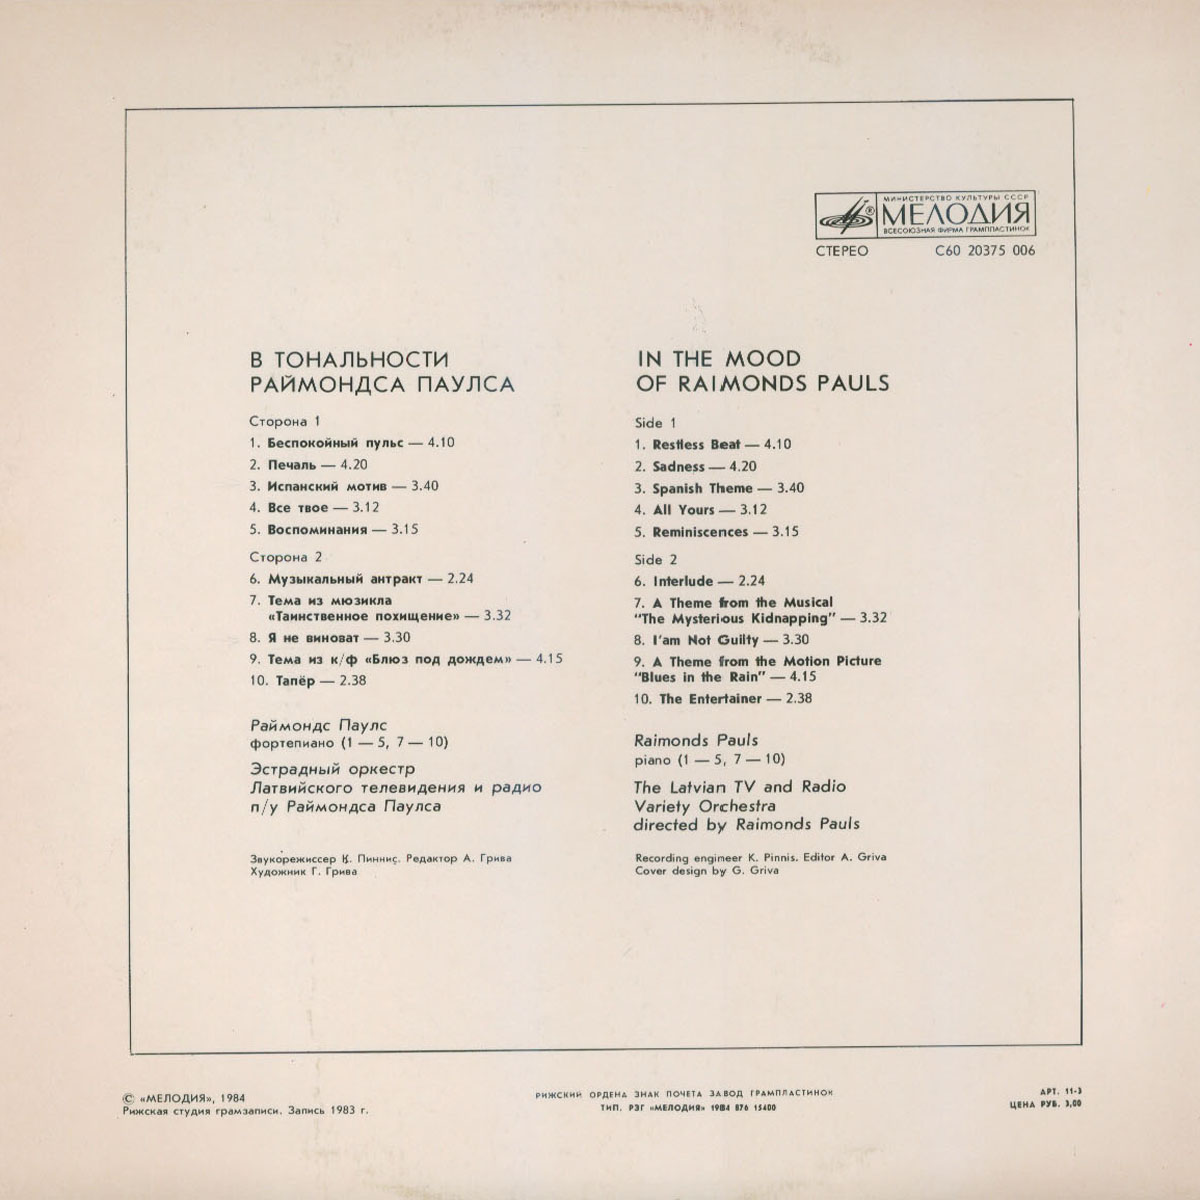 МИНИСТЕРСТВО КУЛЬТУРЫ СССР
МЕЛОДИЯ
ВСЕСОЮЗНАЯ ФИРМА ГРАМПЛАСТИНОК
СТЕРЕО С60 20375 006
В ТОНАЛЬНОСТИ
РАЙМОНДСА ПАУЛСА
Сторона 1
1. Беспокойный пульс — 4.10
2. Печаль — 4.20
3. Испанский мотив — 3.40
4. Все твое — 3.12
5. Воспоминания — 3.15
Сторона 2
6. Музыкальный антракт — 2.24
7. Тема из мюзикла
«Таинственное похищение» — 3.32
8. Я не виноват — 3.30
9. Тема из к/ф «Блюз под дождем» — 4.15
10. Тапёр — 2.38
Раймондс Паулс
фортепиано (1 — 5, 7 — 10)
Эстрадный оркестр
Латвийского телевидения и радио
п/у Раймондса Паулса
Звукорежиссер К. Пиннис. Редактор А. Грива
Художник Г. Грива
IN THE MOOD
OF RAIMONDS PAULS
Side 1
1. Restless Beat — 4.10
2. Sadness — 4.20
3. Spanish Theme — 3.40
4. All Yours — 3.12
5. Reminiscences — 3.15
Side 2
6. Interlude — 2.24
7. A Theme from the Musical
"The Mysterious Kidnapping" — 3.32
8. I'am Not Guilty — 3.30
9. A Theme from the Motion Picture
"Blues in the Rain" — 4.15
10. The Entertainer — 2.38
Raimonds Pauls
piano (1 — 5, 7 — 10)
The Latvian TV and Radio
Variety Orchestra
directed by Raimonds Pauls
Recording engineer K. Pinnis. Editor A. Griva
Cover design by G. Griva
© «МЕЛОДИЯ», 1984
Рижская студия грамзаписи. Запись 1983 г.
РИЖСКИЙ ОРДЕНА ЗНАК ПОЧЕТА ЗАВОД ГРАМПЛАСТИНОК
ТИП. РЗГ «МЕЛОДИЯ» 1984 876 15400
АРТ. 11-3
ЦЕНА РУБ. 3,00